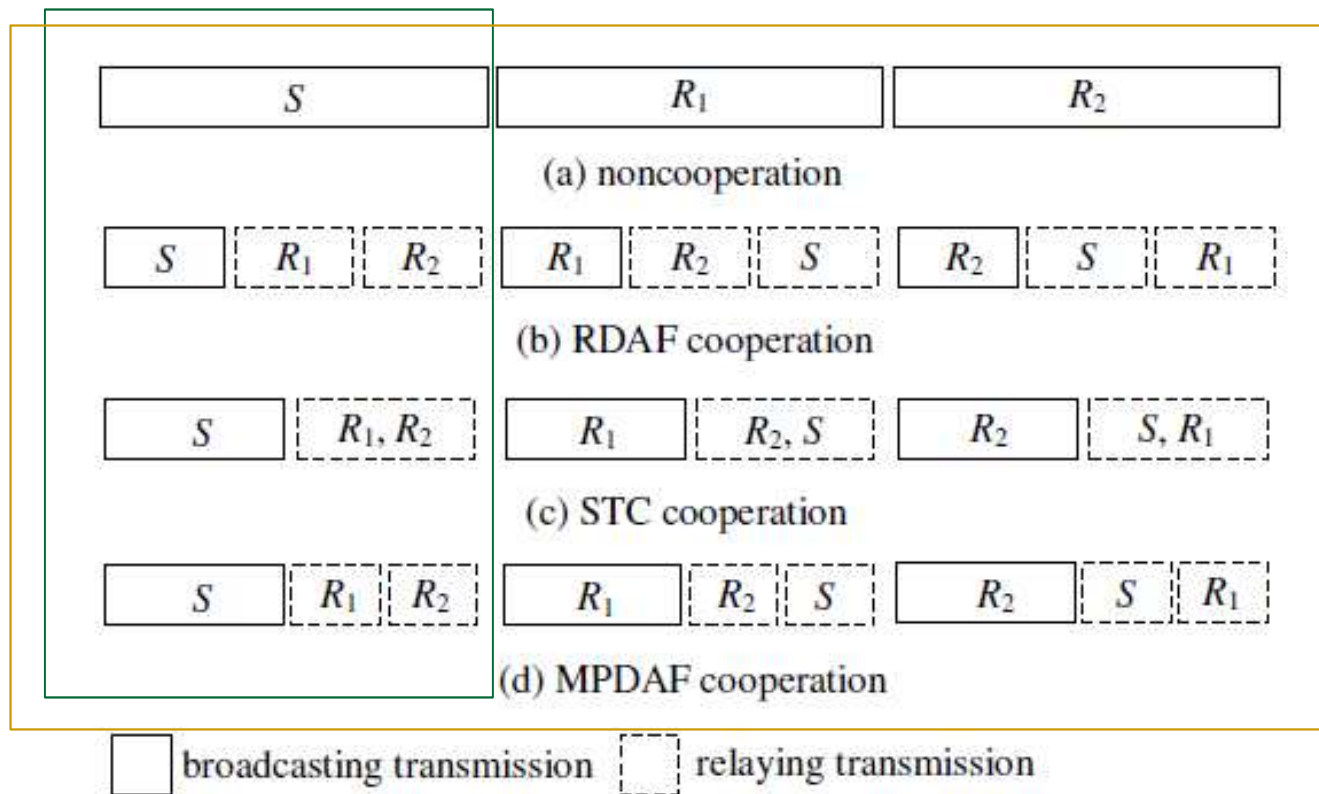 S R₁ R₂
(a) noncooperation
S R₁ R₂ R₁ R₂ S R₂ S R₁
(b) RDAF cooperation
S R₁, R₂ R₁ R₂, S R₂ S, R₁
(c) STC cooperation
S R₁ R₂ R₁ R₂ S R₂ S R₁
(d) MPDAF cooperation
broadcasting transmission relaying transmission